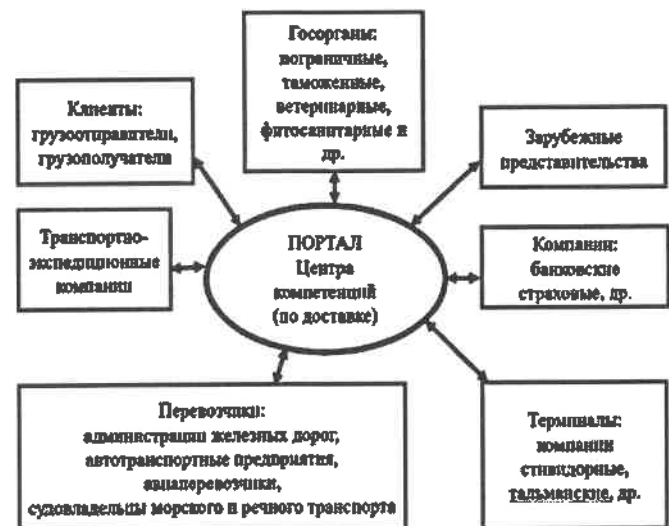 Госорганы:
пограничные,
таможенные,
ветеринарные,
фитосанитарные и
др.
Клиенты:
грузоотправители,
грузополучатели
Зарубежные
представительства
Транспортно-
экспедиционные
компании
ПОРТАЛ
Центра
компетенций
(по доставке)
Компании:
банковские
страховые, др.
Перевозчики:
администрации железных дорог,
автотранспортные предприятия,
авиаперевозчики,
судовладельцы морского и речного транспорта
Терминалы:
компании
стивидорные,
тальманские, др.